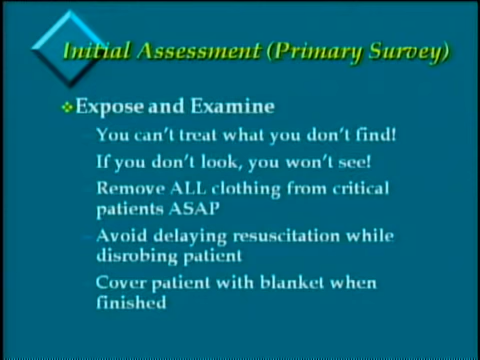 Initial Assessment (Primary Survey)
Expose and Examine
You can't treat what you don't find!
If you don't look, you won't see!
Remove ALL clothing from critical
patients ASAP
Avoid delaying resuscitation while
disrobing patient
Cover patient with blanket when
finished